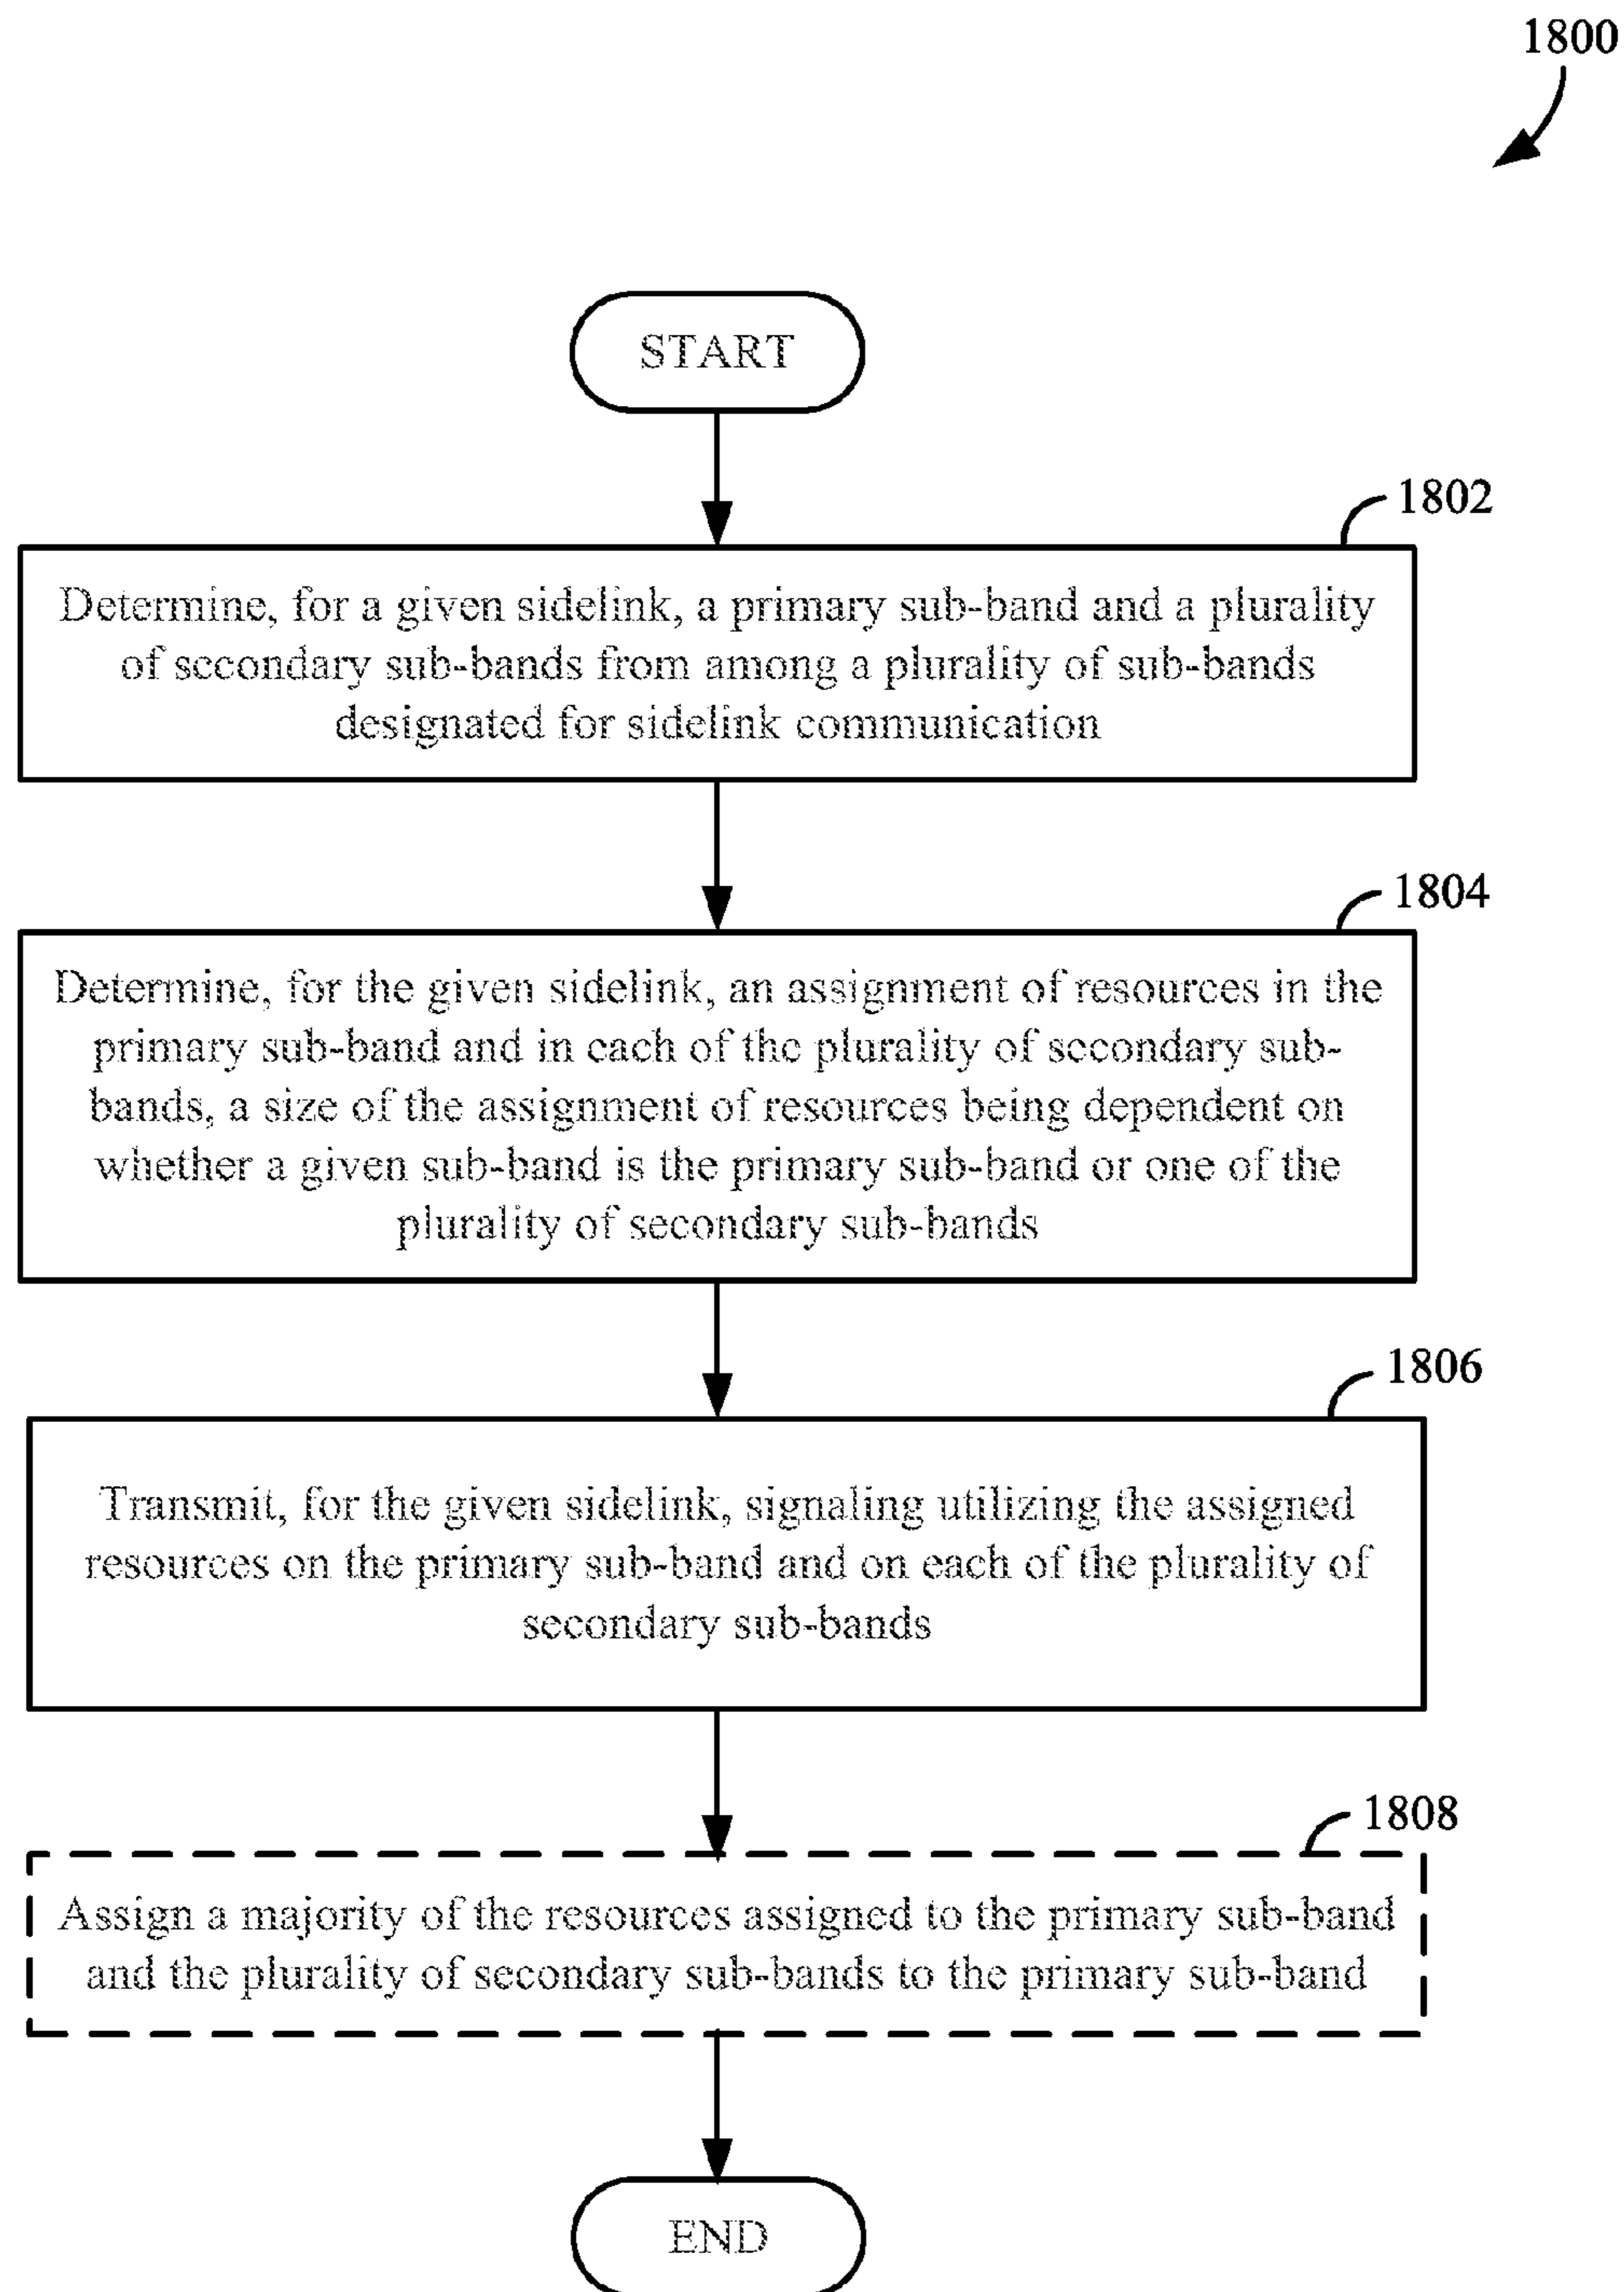 1800
START
1802
Determine, for a given sidelink, a primary sub-band and a plurality
of secondary sub-bands from among a plurality of sub-bands
designated for sidelink communication
1804
Determine, for the given sidelink, an assignment of resources in the
primary sub-band and in each of the plurality of secondary sub-
bands, a size of the assignment of resources being dependent on
whether a given sub-band is the primary sub-band or one of the
plurality of secondary sub-bands
1806
Transmit, for the given sidelink, signaling utilizing the assigned
resources on the primary sub-band and on each of the plurality of
secondary sub-bands
1808
Assign a majority of the resources assigned to the primary sub-band
and the plurality of secondary sub-bands to the primary sub-band
END